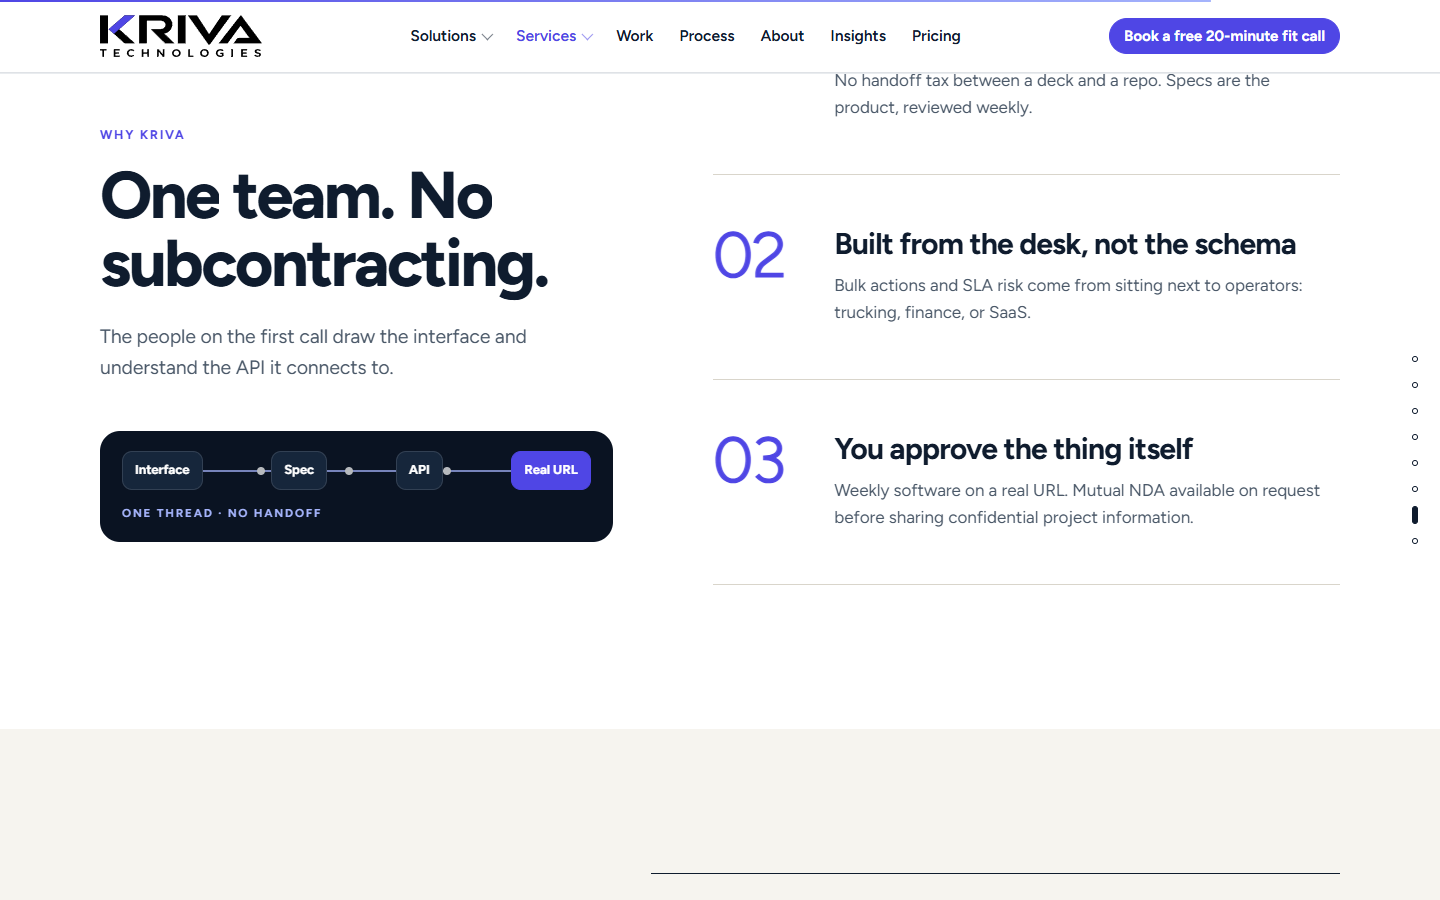 KRIVA
TECHNOLOGIES
Solutions
Services
Work
Process
About
Insights
Pricing
Book a free 20-minute fit call
WHY KRIVA
One team. No
subcontracting.
The people on the first call draw the interface and
understand the API it connects to.
Interface
Spec
API
Real URL
ONE THREAD · NO HANDOFF
No handoff tax between a deck and a repo. Specs are the
product, reviewed weekly.
02
Built from the desk, not the schema
Bulk actions and SLA risk come from sitting next to operators:
trucking, finance, or SaaS.
03
You approve the thing itself
Weekly software on a real URL. Mutual NDA available on request
before sharing confidential project information.